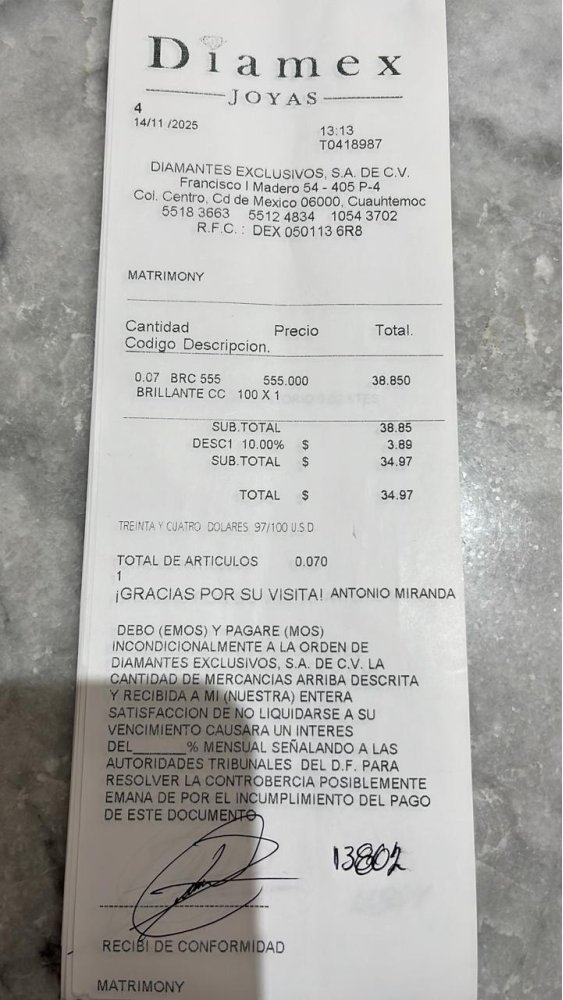 Diamex
JOYAS
4
14/11 /2025
13:13
T0418987
DIAMANTES EXCLUSIVOS, S.A. DE C.V.
Francisco I Madero 54 - 405 P-4
Col. Centro, Cd de Mexico 06000, Cuauhtemoc
5518 3663 5512 4834 1054 3702
R.F.C. : DEX 050113 6R8
MATRIMONY
Cantidad Precio Total.
Codigo Descripcion.
0.07 BRC 555 555.000 38.850
BRILLANTE CC 100 X 1
SUB.TOTAL 38.85
DESC1 10.00% $ 3.89
SUB.TOTAL $ 34.97
TOTAL $ 34.97
TREINTA Y CUATRO DOLARES 97/100 U.S.D
TOTAL DE ARTICULOS 0.070
1
¡GRACIAS POR SU VISITA! ANTONIO MIRANDA
DEBO (EMOS) Y PAGARE (MOS)
INCONDICIONALMENTE A LA ORDEN DE
DIAMANTES EXCLUSIVOS, S.A. DE C.V. LA
CANTIDAD DE MERCANCIAS ARRIBA DESCRITA
Y RECIBIDA A MI (NUESTRA) ENTERA
SATISFACCION DE NO LIQUIDARSE A SU
VENCIMIENTO CAUSARA UN INTERES
DEL______% MENSUAL SEÑALANDO A LAS
AUTORIDADES TRIBUNALES DEL D.F. PARA
RESOLVER LA CONTROBERCIA POSIBLEMENTE
EMANA DE POR EL INCUMPLIMIENTO DEL PAGO
DE ESTE DOCUMENTO
13802
RECIBI DE CONFORMIDAD
MATRIMONY